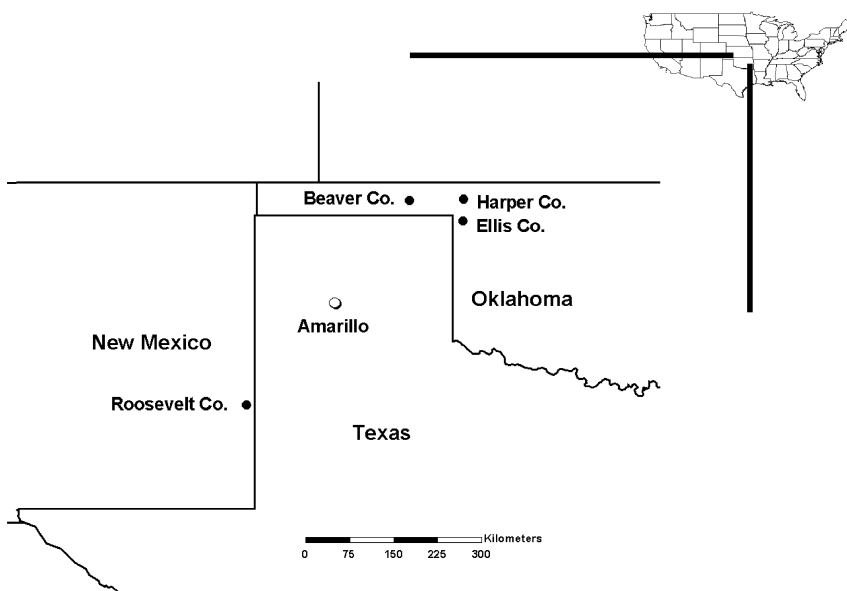 Beaver Co.
Harper Co.
Ellis Co.
Oklahoma
Amarillo
New Mexico
Roosevelt Co.
Texas
Kilometers
0 75 150 225 300